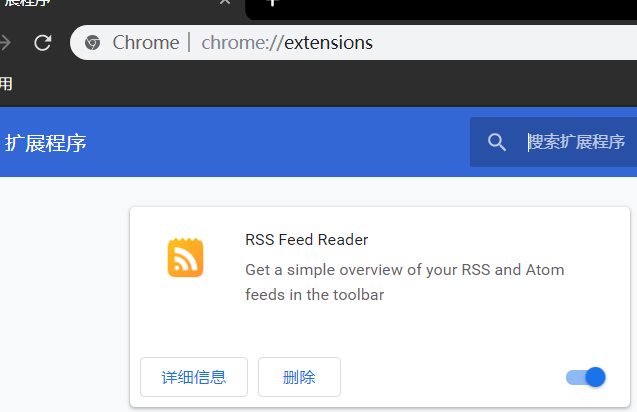 展程序
Chrome | chrome://extensions
用
扩展程序
搜索扩展程序
RSS Feed Reader
Get a simple overview of your RSS and Atom
feeds in the toolbar
详细信息
删除